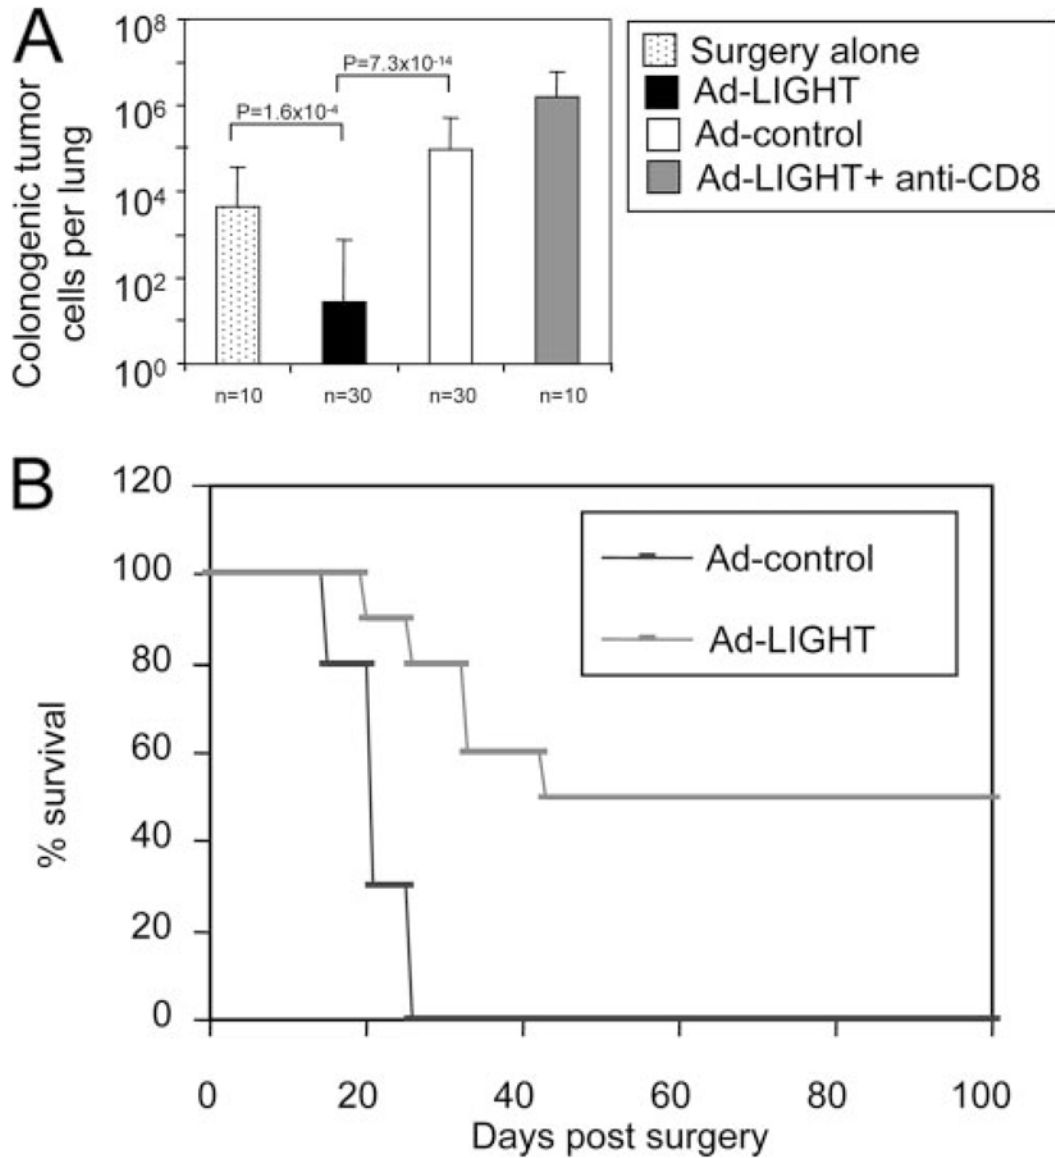 A
10⁸
10⁶
10⁴
10²
10⁰
Colonogenic tumor
cells per lung
P=1.6x10⁻⁴
P=7.3x10⁻¹⁴
n=10
n=30
n=30
n=10
Surgery alone
Ad-LIGHT
Ad-control
Ad-LIGHT+ anti-CD8
B
120
100
80
60
40
20
0
% survival
Ad-control
Ad-LIGHT
0 20 40 60 80 100
Days post surgery